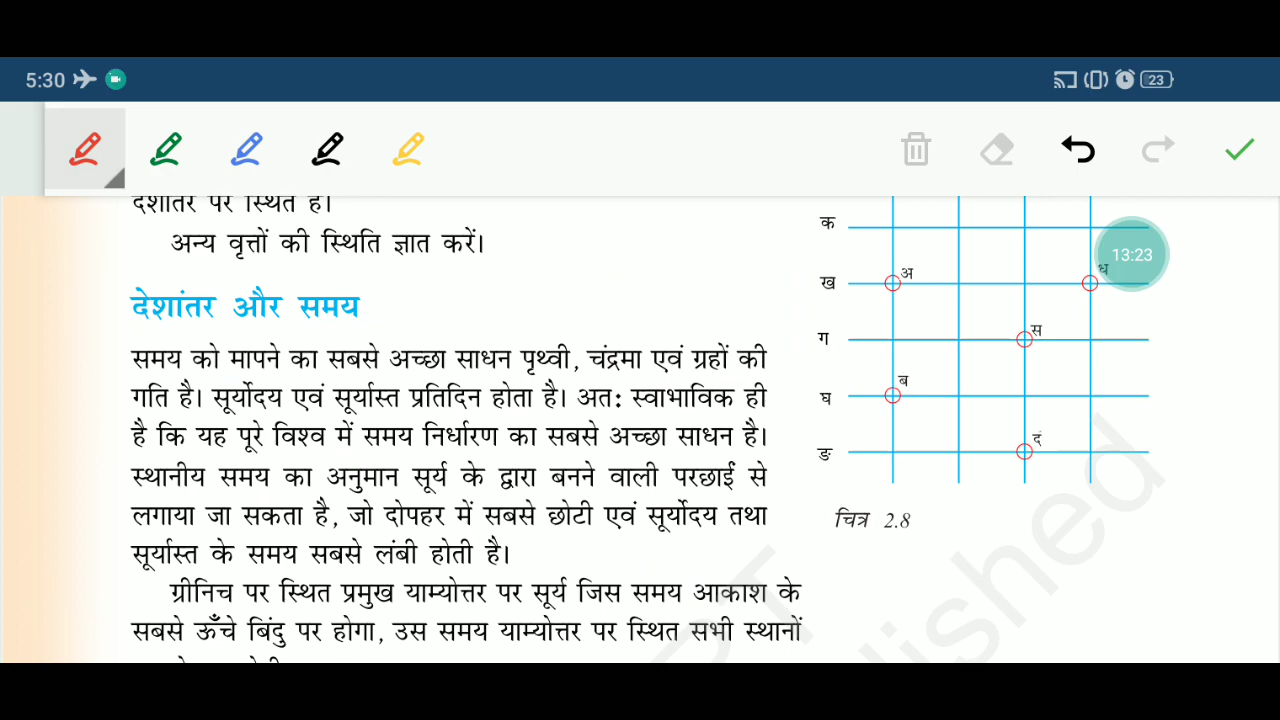 5:30
23
देशांतर पर स्थित है।
अन्य वृत्तों की स्थिति ज्ञात करें।
देशांतर और समय
समय को मापने का सबसे अच्छा साधन पृथ्वी, चंद्रमा एवं ग्रहों की
गति है। सूर्योदय एवं सूर्यास्त प्रतिदिन होता है। अत: स्वाभाविक ही
है कि यह पूरे विश्व में समय निर्धारण का सबसे अच्छा साधन है।
स्थानीय समय का अनुमान सूर्य के द्वारा बनने वाली परछाईं से
लगाया जा सकता है, जो दोपहर में सबसे छोटी एवं सूर्योदय तथा
सूर्यास्त के समय सबसे लंबी होती है।
ग्रीनिच पर स्थित प्रमुख याम्योत्तर पर सूर्य जिस समय आकाश के
सबसे ऊँचे बिंदु पर होगा, उस समय याम्योत्तर पर स्थित सभी स्थानों
क
13:23
ख
अ
ध
ग
स
घ
ब
ङ
दं
चित्र 2.8